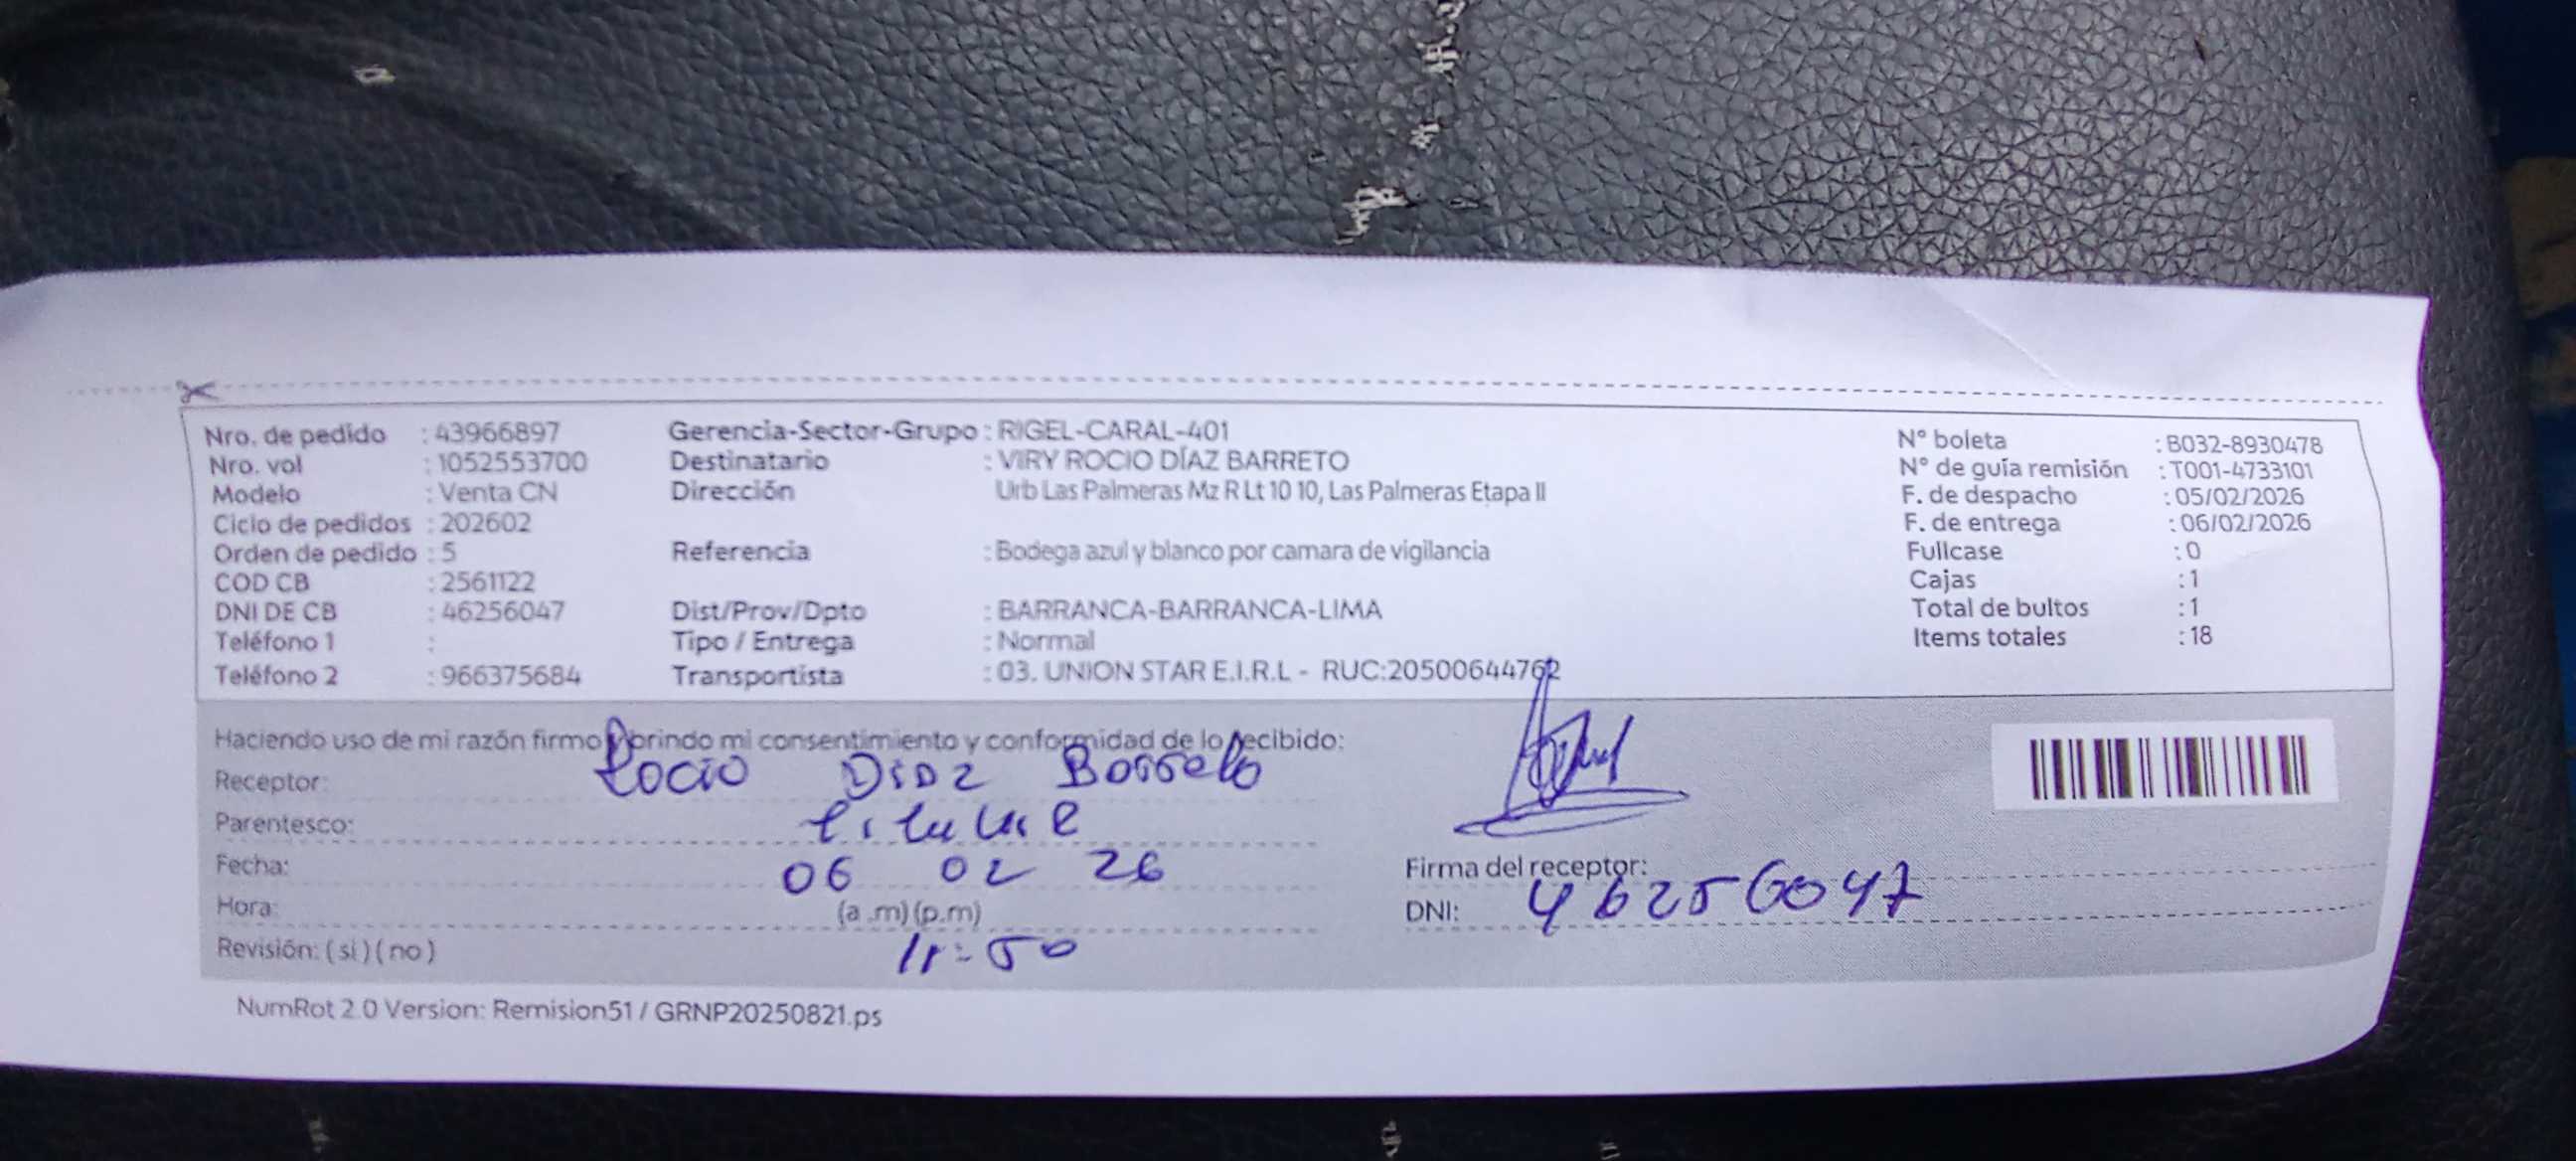 Nro. de pedido : 43966897
Nro. vol : 1052553700
Modelo : Venta CN
Ciclo de pedidos : 202602
Orden de pedido : 5
COD CB : 2561122
DNI DE CB : 46256047
Teléfono 1 :
Teléfono 2 : 966375684
Gerencia-Sector-Grupo : RIGEL-CARAL-401
Destinatario : VIRY ROCIO DÍAZ BARRETO
Dirección Urb Las Palmeras Mz R Lt 10 10, Las Palmeras Etapa II
Referencia : Bodega azul y blanco por camara de vigilancia
Dist/Prov/Dpto : BARRANCA-BARRANCA-LIMA
Tipo / Entrega : Normal
Transportista : 03. UNION STAR E.I.R.L - RUC:20500644762
N° boleta : B032-8930478
N° de guía remisión : T001-4733101
F. de despacho : 05/02/2026
F. de entrega : 06/02/2026
Fullcase : 0
Cajas : 1
Total de bultos : 1
Items totales : 18
Haciendo uso de mi razón firmo y brindo mi consentimiento y conformidad de lo recibido:
Receptor: Rocio Diaz Barreto
Parentesco:
Fecha: 06 02 26
Hora: (a .m) (p.m)
11:50
Revisión: ( si ) ( no )
Firma del receptor:
DNI: 46256047
NumRot 2.0 Version: Remision51 / GRNP20250821.ps